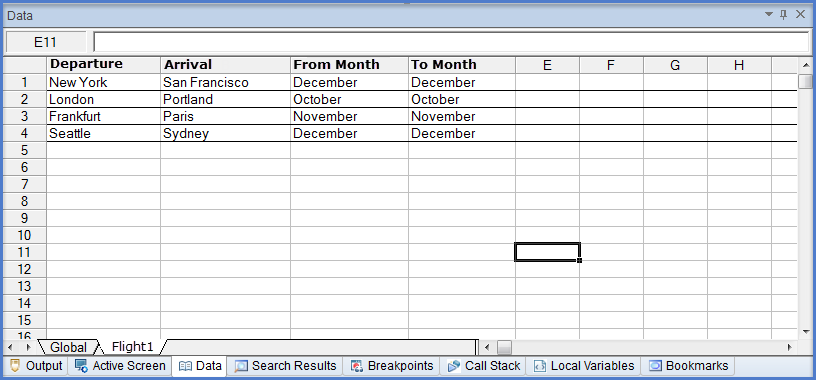 Data
E11
Departure Arrival From Month To Month E F G H
1 New York San Francisco December December
2 London Portland October October
3 Frankfurt Paris November November
4 Seattle Sydney December December
5
6
7
8
9
10
11
12
13
14
15
16
Global Flight1
Output Active Screen Data Search Results Breakpoints Call Stack Local Variables Bookmarks